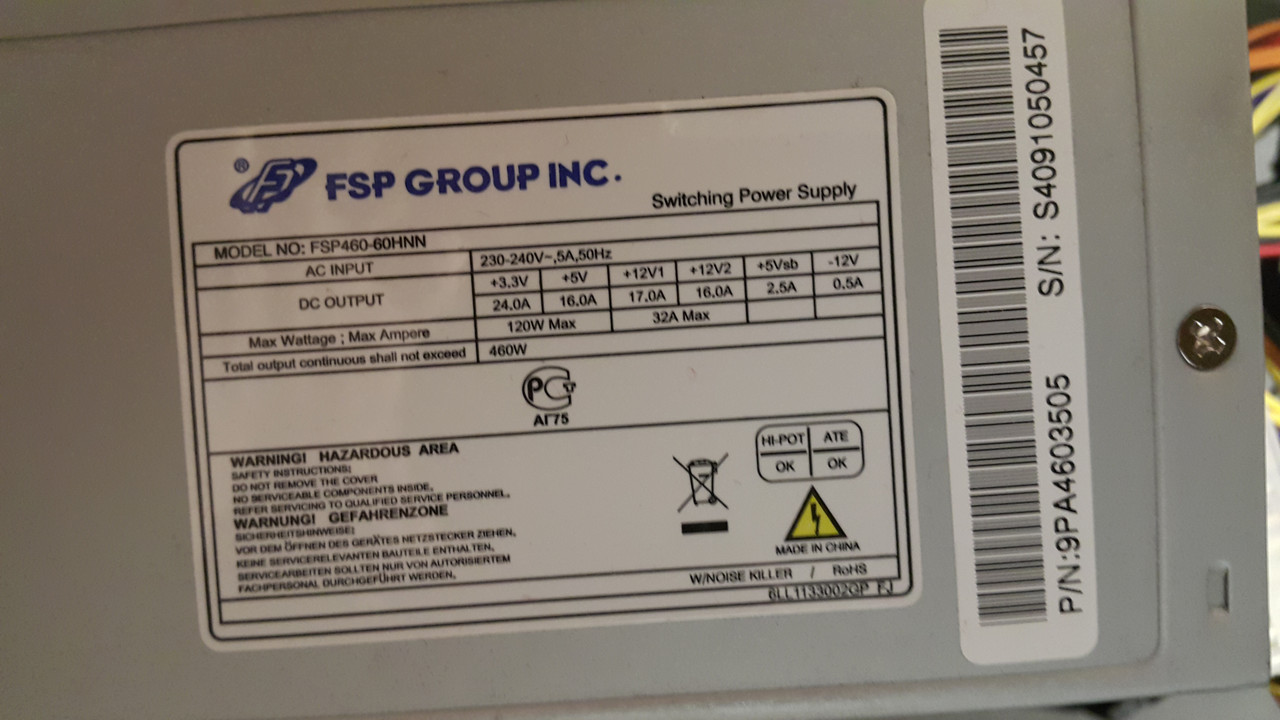 ® FSP GROUP INC.
Switching Power Supply
MODEL NO: FSP460-60HNN
AC INPUT 230-240V~,5A,50Hz
DC OUTPUT +3.3V +5V +12V1 +12V2 +5Vsb -12V
24.0A 16.0A 17.0A 16.0A 2.5A 0.5A
Max Wattage ; Max Ampere 120W Max 32A Max
Total output continuous shall not exceed 460W
РСТ
АГ75
WARNING! HAZARDOUS AREA
SAFETY INSTRUCTIONS:
DO NOT REMOVE THE COVER
NO SERVICEABLE COMPONENTS INSIDE.
REFER SERVICING TO QUALIFIED SERVICE PERSONNEL.
WARNUNG! GEFAHRENZONE
SICHERHEITSHINWEISE:
VOR DEM ÖFFNEN DES GERÄTES NETZSTECKER ZIEHEN.
KEINE SERVICERELEVANTEN BAUTEILE ENTHALTEN.
SERVICEARBEITEN SOLLTEN NUR VON AUTORISIERTEM
FACHPERSONAL DURCHGEFÜHRT WERDEN.
HI-POT ATE
OK OK
MADE IN CHINA
W/NOISE KILLER / RoHS
6LL1133002GP FJ
S/N: S4091050457
P/N:9PA4603505